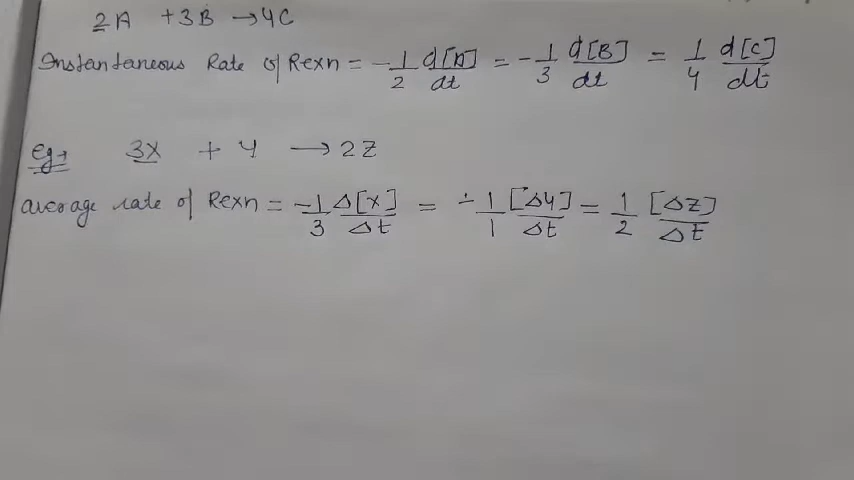 2A + 3B → 4C
Instantaneous Rate of Rexn = -1/2 d[A]/dt = -1/3 d[B]/dt = 1/4 d[C]/dt
Eg→ 3X + Y → 2Z
average rate of Rexn = -1/3 Δ[X]/Δt = -1/1 [ΔY]/Δt = 1/2 [ΔZ]/Δt